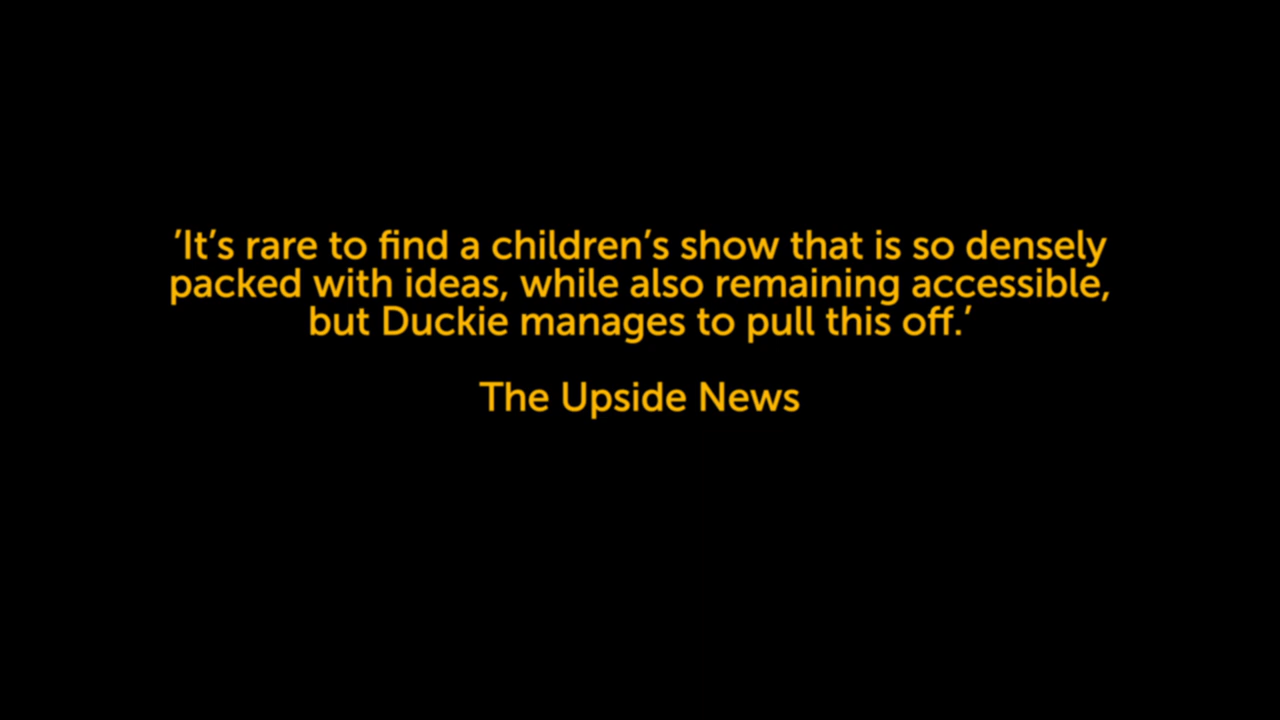 ’It’s rare to find a children’s show that is so densely
packed with ideas, while also remaining accessible,
but Duckie manages to pull this off.’
The Upside News